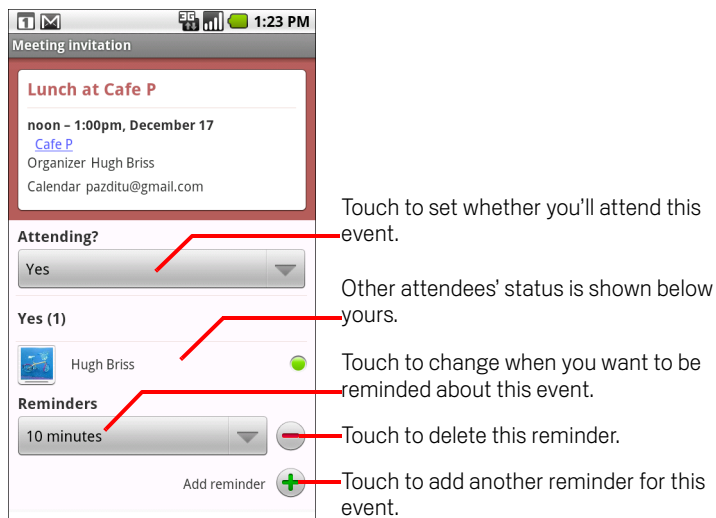 1 3G 1:23 PM
Meeting invitation
Lunch at Cafe P
noon – 1:00pm, December 17
Cafe P
Organizer Hugh Briss
Calendar pazditu@gmail.com
Attending?
Yes
Yes (1)
Hugh Briss
Reminders
10 minutes
Add reminder
Touch to set whether you’ll attend this
event.
Other attendees’ status is shown below
yours.
Touch to change when you want to be
reminded about this event.
Touch to delete this reminder.
Touch to add another reminder for this
event.